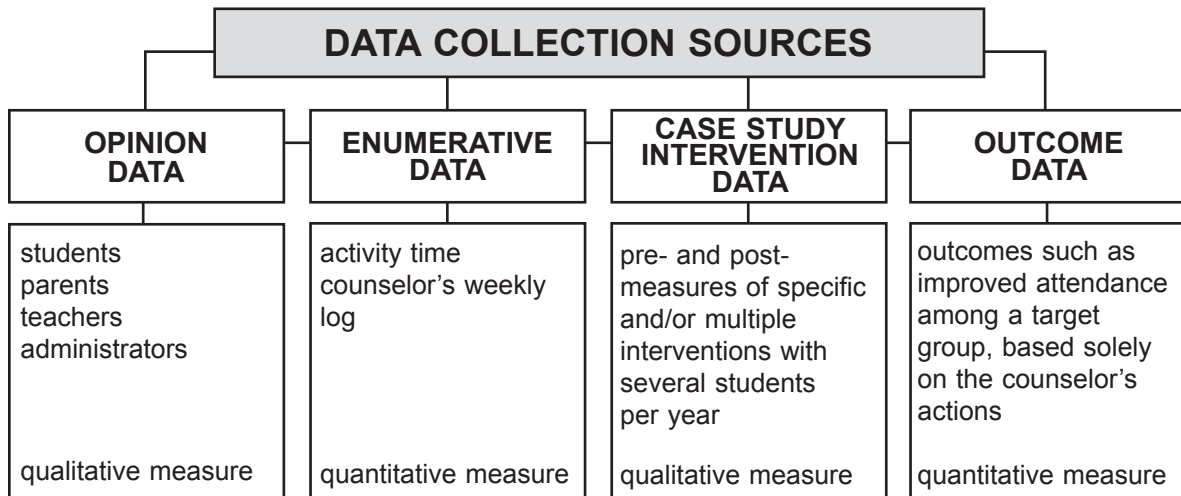 DATA COLLECTION SOURCES
OPINION
DATA
students
parents
teachers
administrators
qualitative measure
ENUMERATIVE
DATA
activity time
counselor’s weekly
log
quantitative measure
CASE STUDY
INTERVENTION
DATA
pre- and post-
measures of specific
and/or multiple
interventions with
several students
per year
qualitative measure
OUTCOME
DATA
outcomes such as
improved attendance
among a target
group, based solely
on the counselor’s
actions
quantitative measure